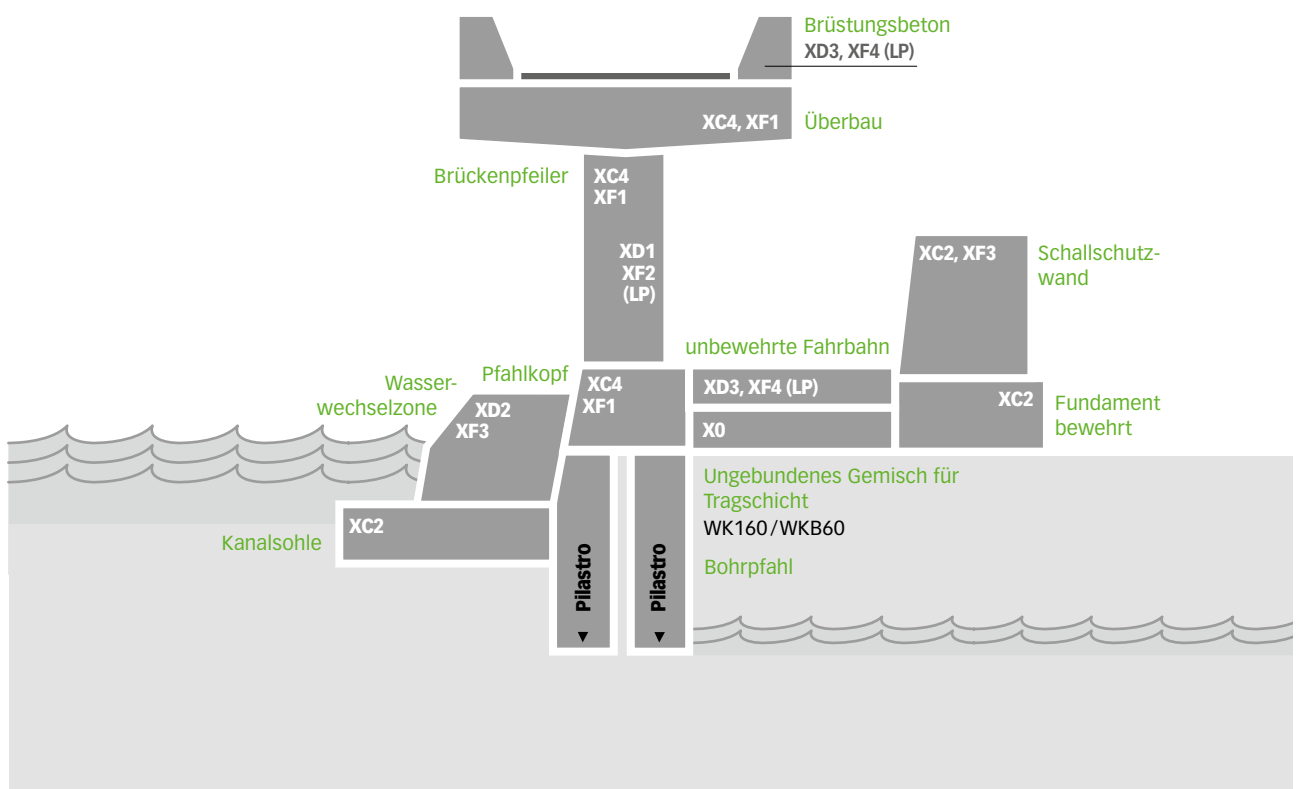 Brüstungsbeton
XD3, XF4 (LP)
XC4, XF1
Überbau
Brückenpfeiler
XC4
XF1
XD1
XF2
(LP)
XC2, XF3
Schallschutz-
wand
unbewehrte Fahrbahn
Pfahlkopf
XC4
XF1
XD3, XF4 (LP)
X0
XC2
Fundament
bewehrt
Wasser-
wechselzone
XD2
XF3
Kanalsohle
XC2
Pilastro
Pilastro
Ungebundenes Gemisch für
Tragschicht
WK160/WKB60
Bohrpfahl